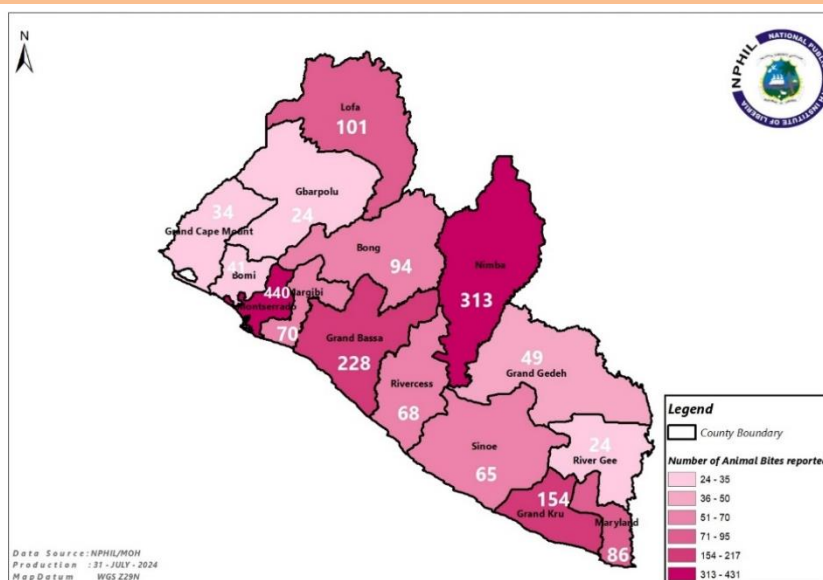 N
NPHIL
NATIONAL PUBLIC HEALTH INSTITUTE OF LIBERIA
Lofa
101
Gbarpolu
24
34
Grand Cape Mount
41
Bomi
440
Montserrado
Margibi
70
Bong
94
Nimba
313
Grand Bassa
228
Rivercess
68
49
Grand Gedeh
Sinoe
65
24
River Gee
154
Grand Kru
Maryland
86
Legend
County Boundary
Number of Animal Bites reported
24 - 35
36 - 50
51 - 70
71 - 95
154 - 217
313 - 431
Data Source: NPHIL/MOH
Production : 31 - JULY - 2024
Map Datum WGS Z29N